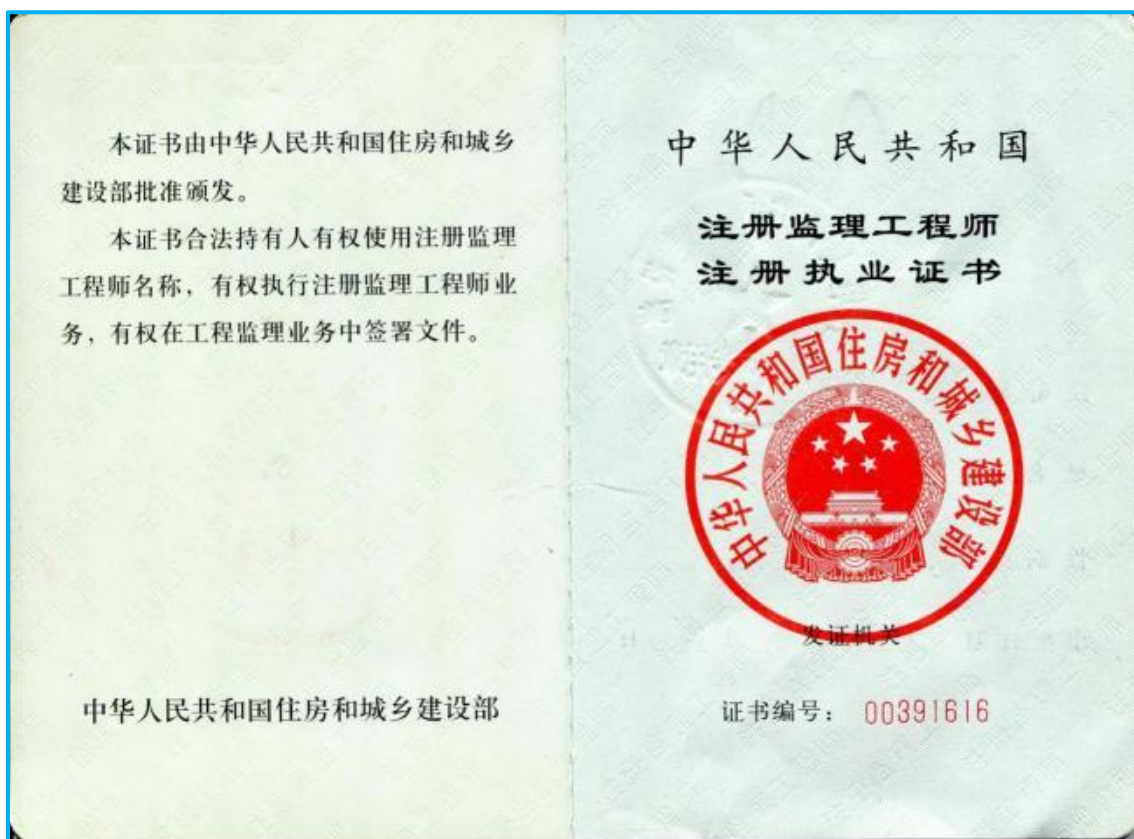 本证书由中华人民共和国住房和城乡
建设部批准颁发。
本证书合法持有人有权使用注册监理
工程师名称，有权执行注册监理工程师业
务，有权在工程监理业务中签署文件。
中华人民共和国住房和城乡建设部
中华人民共和国
注册监理工程师
注册执业证书
中华人民共和国住房和城乡建设部
发证机关
证书编号：00391616